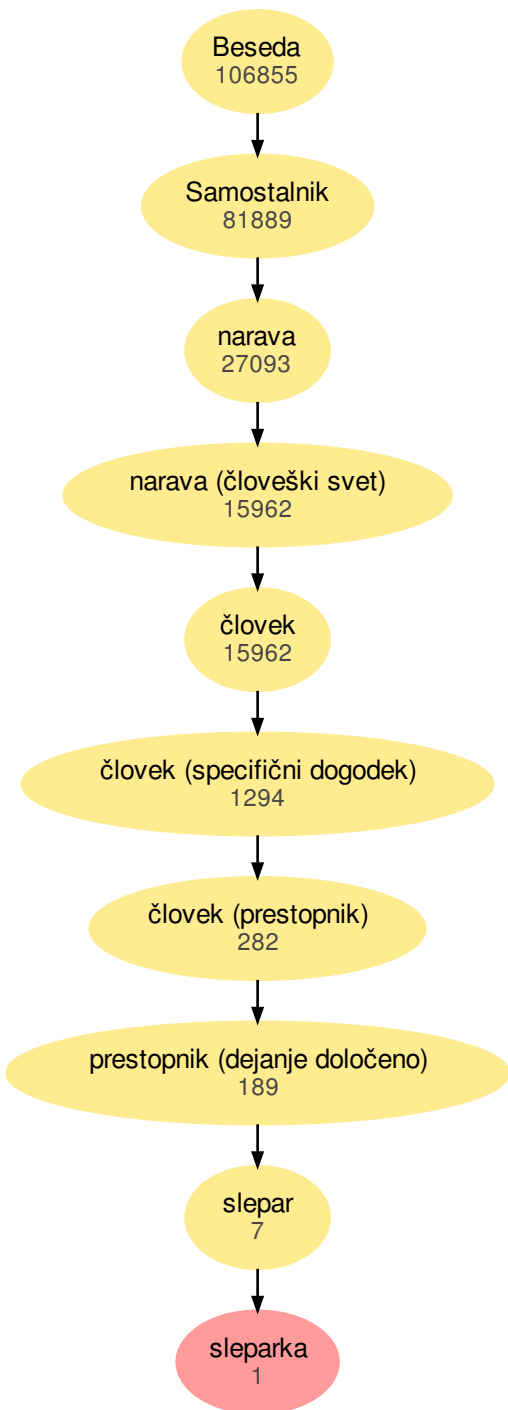 Beseda
106855
Samostalnik
81889
narava
27093
narava (človeški svet)
15962
človek
15962
človek (specifični dogodek)
1294
človek (prestopnik)
282
prestopnik (dejanje določeno)
189
slepar
7
sleparka
1